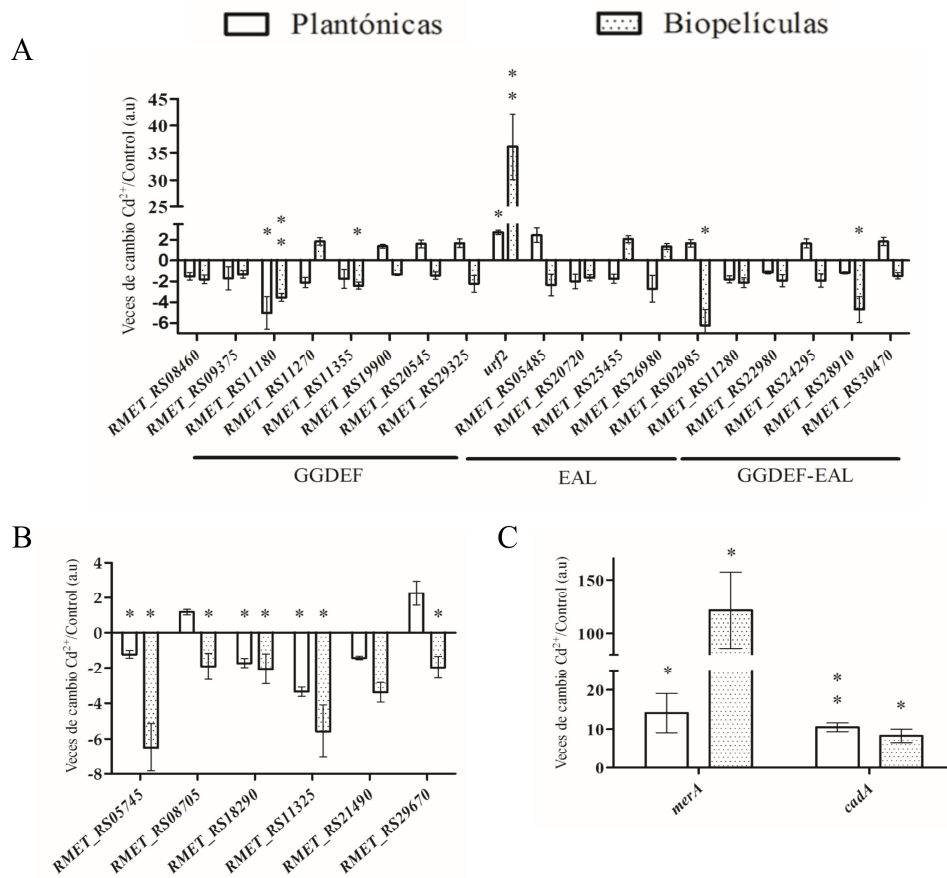 Plantónicas Biopelículas
A
Veces de cambio Cd²⁺/Control (a.u)
45
40
35
30
25
2
0
-2
-4
-6
* * * * * * * * * *
RMET_RS08460
RMET_RS09375
RMET_RS11180
RMET_RS11270
RMET_RS11355
RMET_RS19900
RMET_RS20545
RMET_RS29325
urf2
RMET_RS05485
RMET_RS20720
RMET_RS25455
RMET_RS26980
RMET_RS02985
RMET_RS11280
RMET_RS22980
RMET_RS24295
RMET_RS28910
RMET_RS30470
GGDEF EAL GGDEF-EAL
B
Veces de cambio Cd²⁺/Control (a.u)
4
2
0
-2
-4
-6
-8
* * * * * * * *
RMET_RS05745
RMET_RS08705
RMET_RS18290
RMET_RS11325
RMET_RS21490
RMET_RS29670
C
Veces de cambio Cd²⁺/Control (a.u)
150
100
20
10
0
* * * * *
merA
cadA